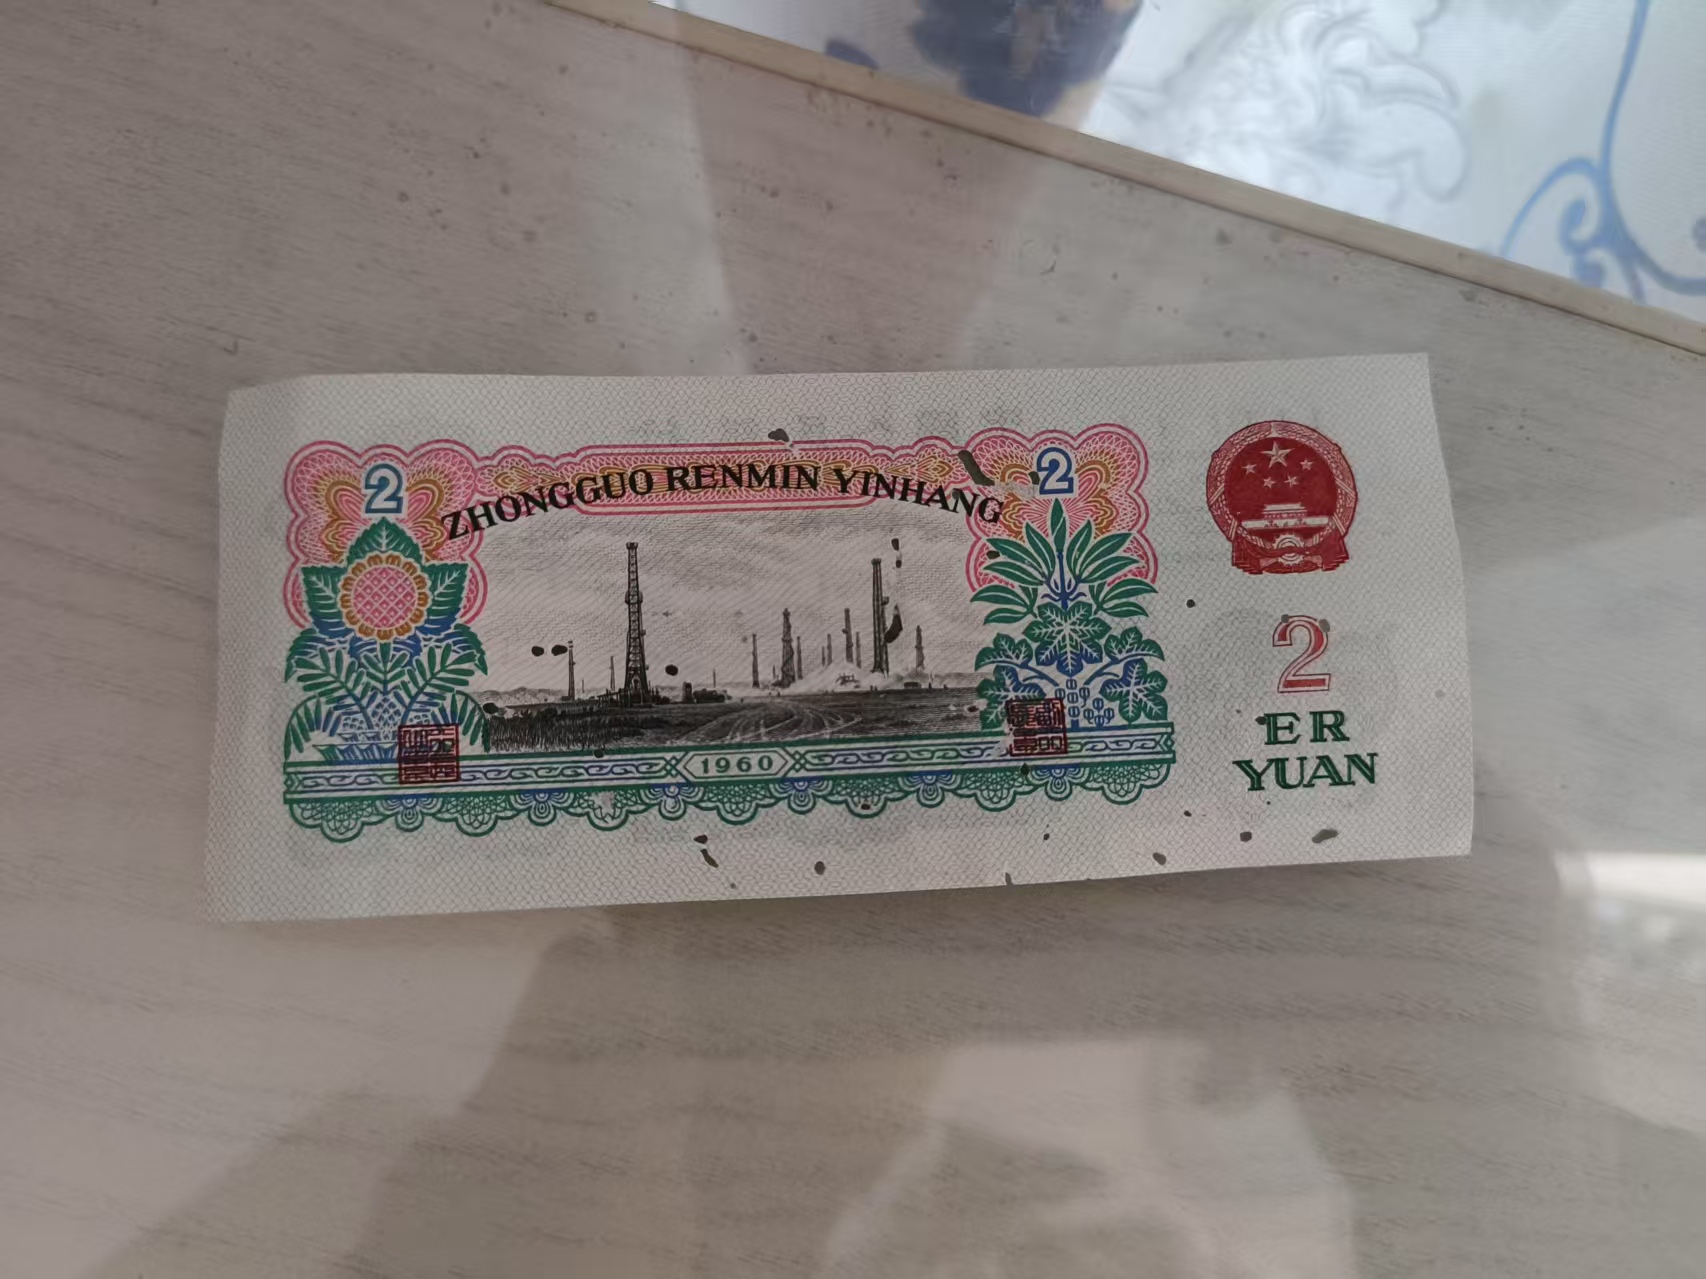 2
2
ZHONGGUO RENMIN YINHANG
2
ER
YUAN
1960